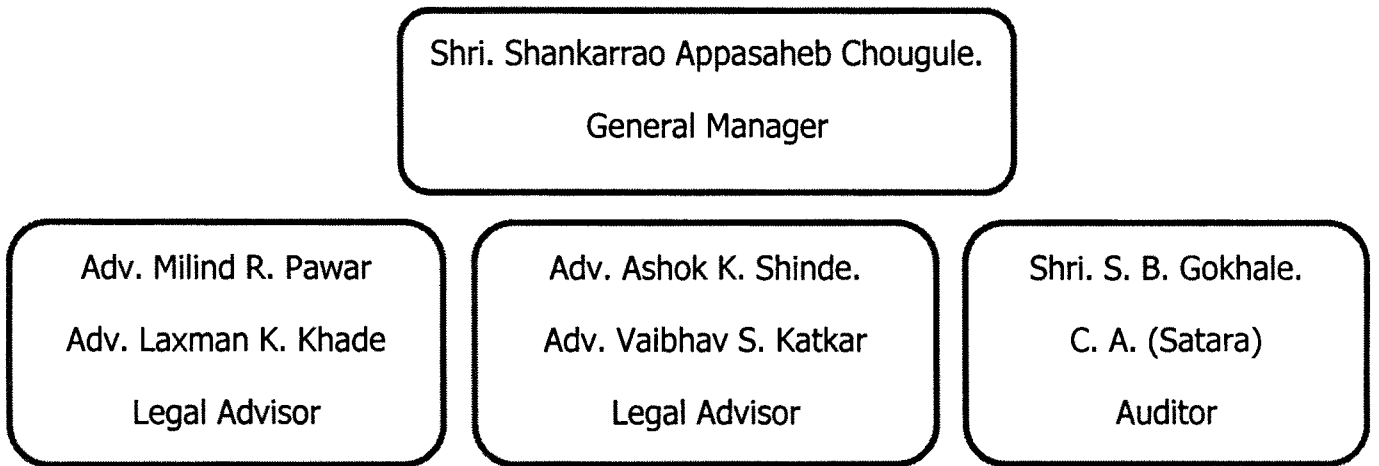 Shri. Shankarrao Appasaheb Chougule.
General Manager
Adv. Milind R. Pawar
Adv. Laxman K. Khade
Legal Advisor
Adv. Ashok K. Shinde.
Adv. Vaibhav S. Katkar
Legal Advisor
Shri. S. B. Gokhale.
C. A. (Satara)
Auditor